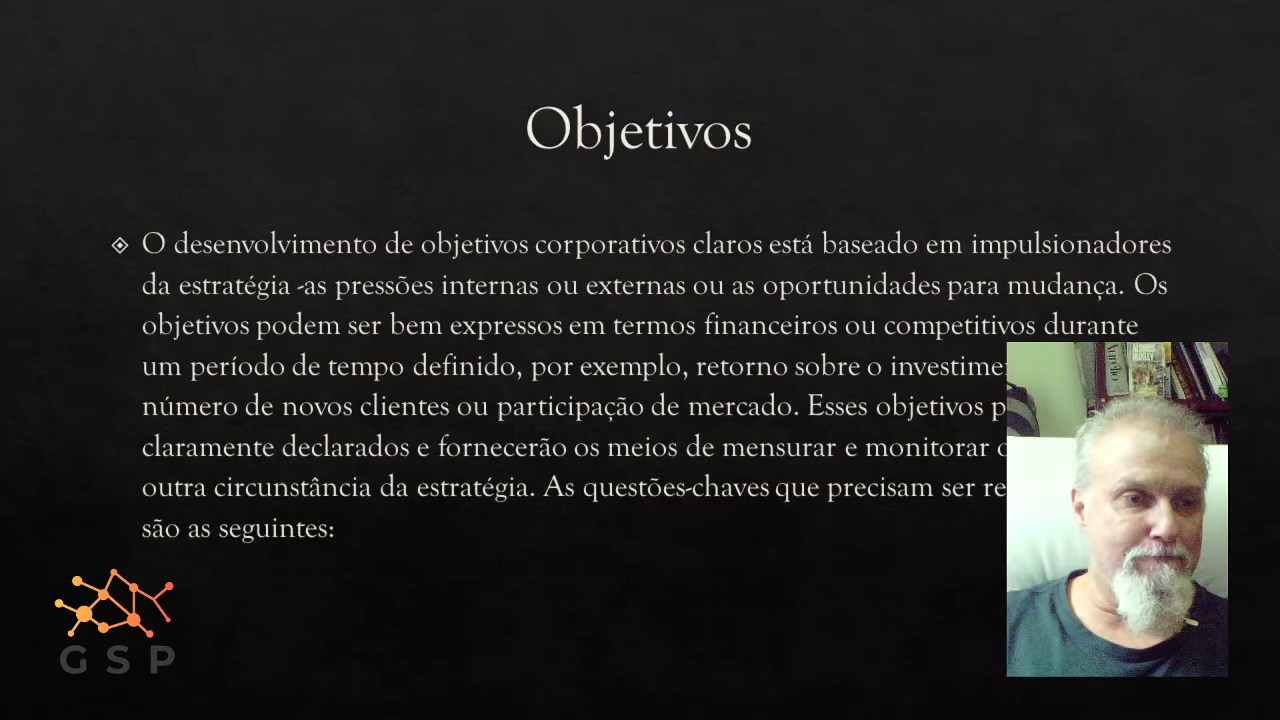 Objetivos
O desenvolvimento de objetivos corporativos claros está baseado em impulsionadores
da estratégia -as pressões internas ou externas ou as oportunidades para mudança. Os
objetivos podem ser bem expressos em termos financeiros ou competitivos durante
um período de tempo definido, por exemplo, retorno sobre o
número de novos clientes ou participação de mercado. Esses objetivos
claramente declarados e fornecerão os meios de mensurar e monitorar
outra circunstância da estratégia. As questões-chaves que precisam ser
são as seguintes:
GSP